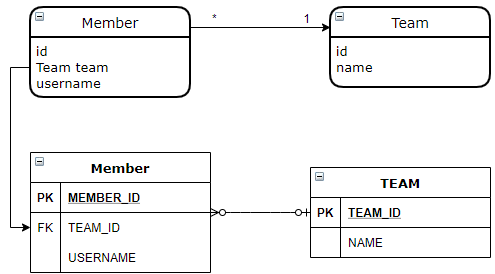 Member
* 1
Team
id
Team team
username
id
name
Member
PK MEMBER_ID
FK TEAM_ID
USERNAME
TEAM
PK TEAM_ID
NAME